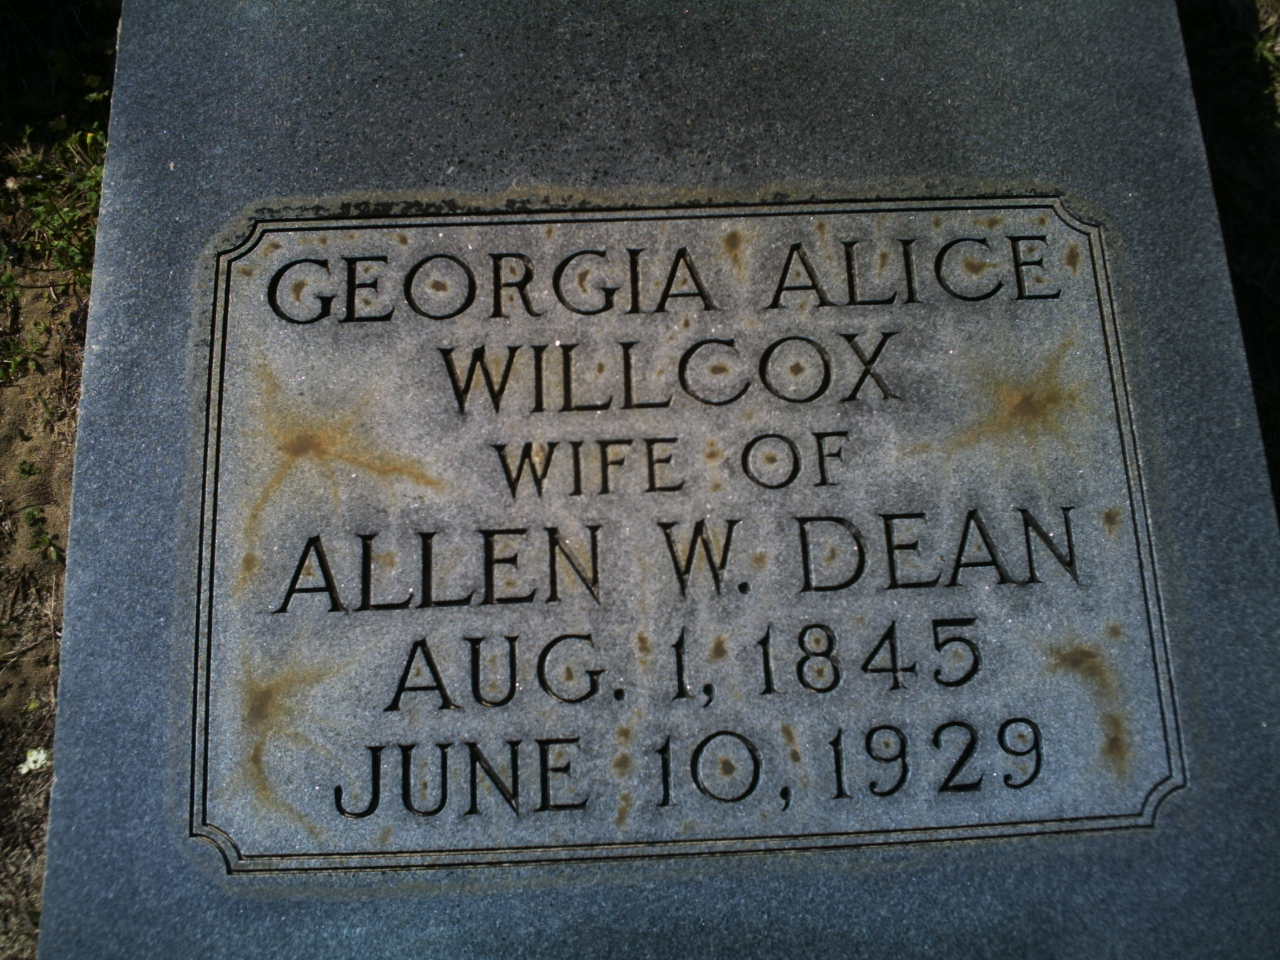 GEORGIA ALICE
WILLCOX
WIFE OF
ALLEN W. DEAN
AUG. 1, 1845
JUNE 10, 1929